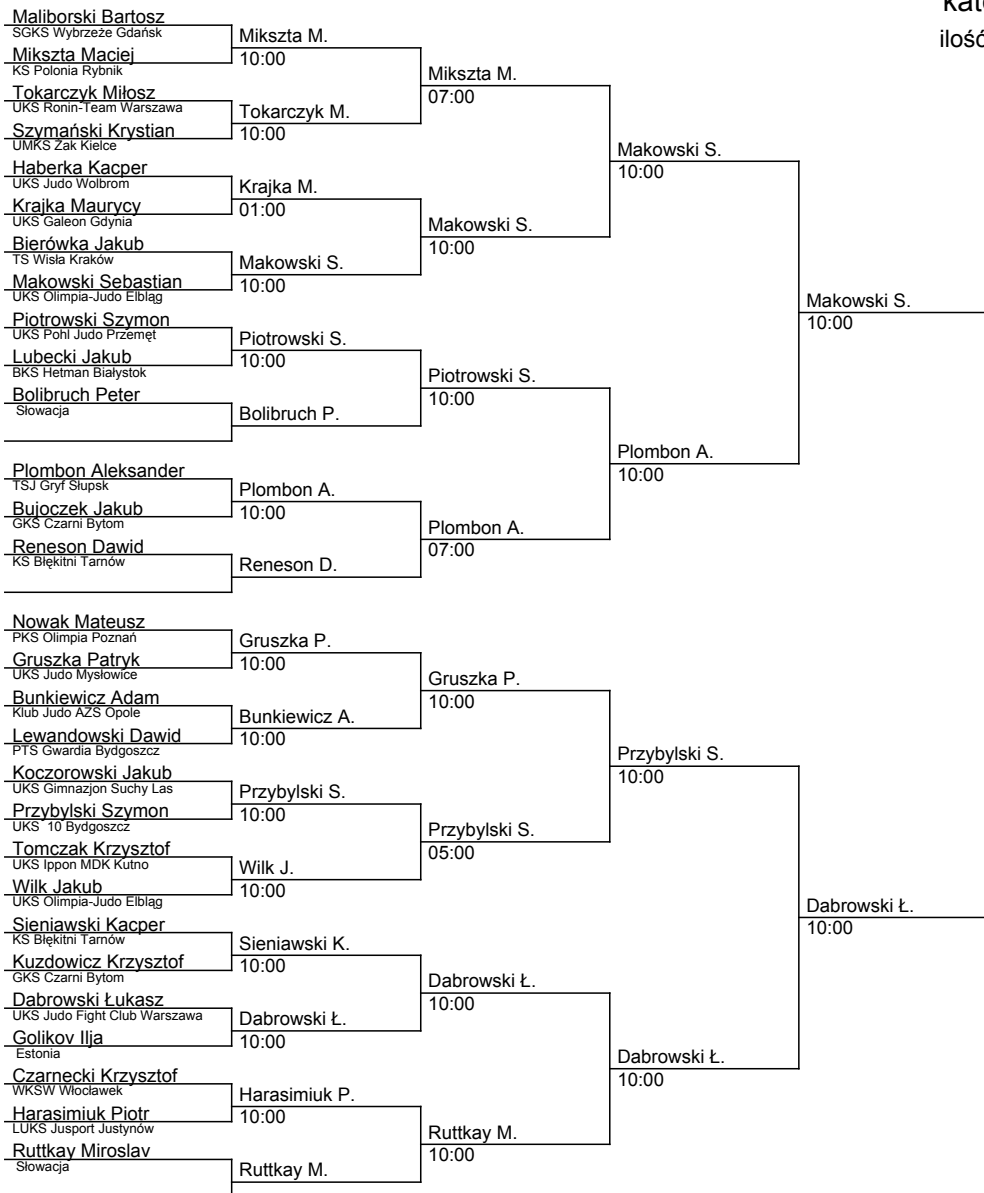 kat
ilość
Maliborski Bartosz
SGKS Wybrzeże Gdańsk
Mikszta Maciej
KS Polonia Rybnik
Tokarczyk Miłosz
UKS Ronin-Team Warszawa
Szymański Krystian
UMKS Żak Kielce
Haberka Kacper
UKS Judo Wolbrom
Krajka Maurycy
UKS Galeon Gdynia
Bierówka Jakub
TS Wisła Kraków
Makowski Sebastian
UKS Olimpia-Judo Elbląg
Piotrowski Szymon
UKS Pohl Judo Przemęt
Lubecki Jakub
BKS Hetman Białystok
Bolibruch Peter
Słowacja
Plombon Aleksander
TSJ Gryf Słupsk
Bujoczek Jakub
GKS Czarni Bytom
Reneson Dawid
KS Błękitni Tarnów
Nowak Mateusz
PKS Olimpia Poznań
Gruszka Patryk
UKS Judo Mysłowice
Bunkiewicz Adam
Klub Judo AZS Opole
Lewandowski Dawid
PTS Gwardia Bydgoszcz
Koczorowski Jakub
UKS Gimnazjon Suchy Las
Przybylski Szymon
UKS 10 Bydgoszcz
Tomczak Krzysztof
UKS Ippon MDK Kutno
Wilk Jakub
UKS Olimpia-Judo Elbląg
Sieniawski Kacper
KS Błękitni Tarnów
Kuzdowicz Krzysztof
GKS Czarni Bytom
Dabrowski Łukasz
UKS Judo Fight Club Warszawa
Golikov Ilja
Estonia
Czarnecki Krzysztof
WKSW Włocławek
Harasimiuk Piotr
LUKS Jusport Justynów
Ruttkay Miroslav
Słowacja
Mikszta M.
10:00
Tokarczyk M.
10:00
Krajka M.
01:00
Makowski S.
10:00
Piotrowski S.
10:00
Bolibruch P.
Plombon A.
10:00
Reneson D.
Gruszka P.
10:00
Bunkiewicz A.
10:00
Przybylski S.
10:00
Wilk J.
10:00
Sieniawski K.
10:00
Dabrowski Ł.
10:00
Harasimiuk P.
10:00
Ruttkay M.
Mikszta M.
07:00
Makowski S.
10:00
Piotrowski S.
10:00
Plombon A.
07:00
Gruszka P.
10:00
Przybylski S.
05:00
Dabrowski Ł.
10:00
Ruttkay M.
10:00
Makowski S.
10:00
Plombon A.
10:00
Przybylski S.
10:00
Dabrowski Ł.
10:00
Makowski S.
10:00
Dabrowski Ł.
10:00